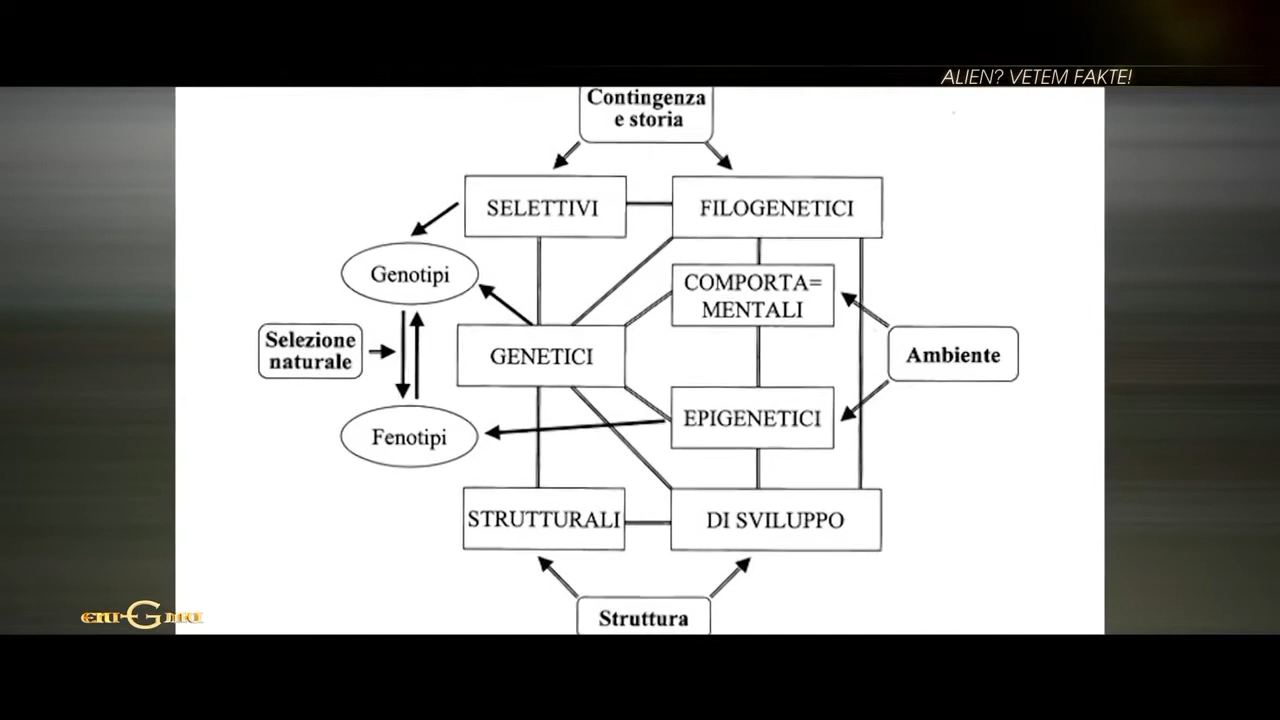 ALIEN? VETEM FAKTE!
Contingenza
e storia
SELETTIVI
FILOGENETICI
Genotipi
COMPORTA=
MENTALI
Selezione
naturale
GENETICI
Ambiente
EPIGENETICI
Fenotipi
STRUTTURALI
DI SVILUPPO
Struttura
eniGma